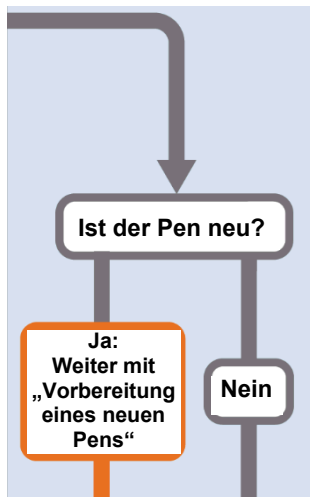 Ist der Pen neu?
Ja:
Weiter mit
„Vorbereitung
eines neuen
Pens“
Nein